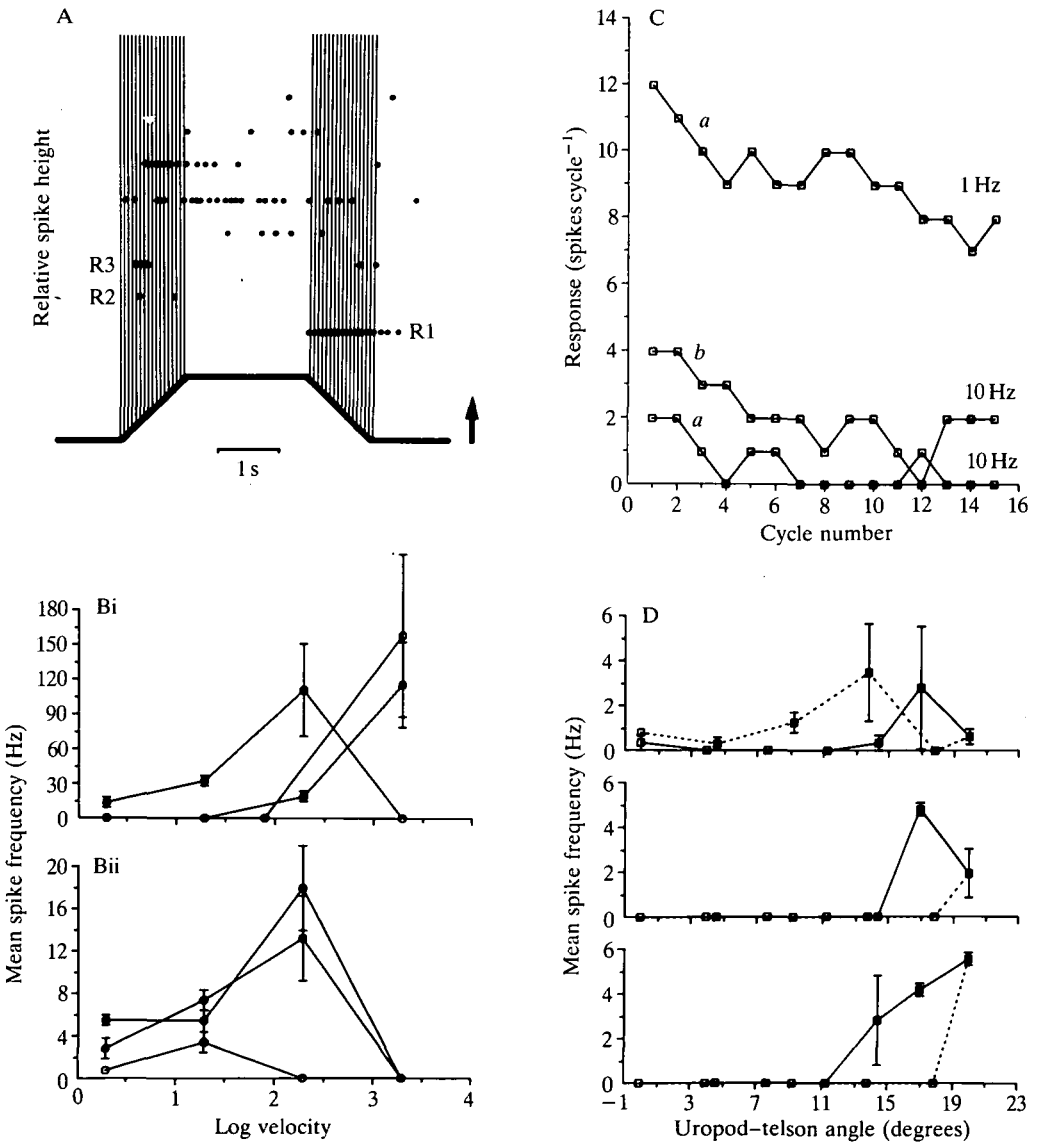 A
Relative spike height
R3
R2
R1
1 s
C
Response (spikes cycle⁻¹)
14
12
10
8
6
4
2
0
a
1 Hz
b
10 Hz
a
10 Hz
0 2 4 6 8 10 12 14 16
Cycle number
Bi
180
150
120
90
60
30
0
Mean spike frequency (Hz)
Bii
20
16
12
8
4
0
0 1 2 3 4
Log velocity
D
Mean spike frequency (Hz)
6
4
2
0
6
4
2
0
6
4
2
0
−1 3 7 11 15 19 23
Uropod–telson angle (degrees)